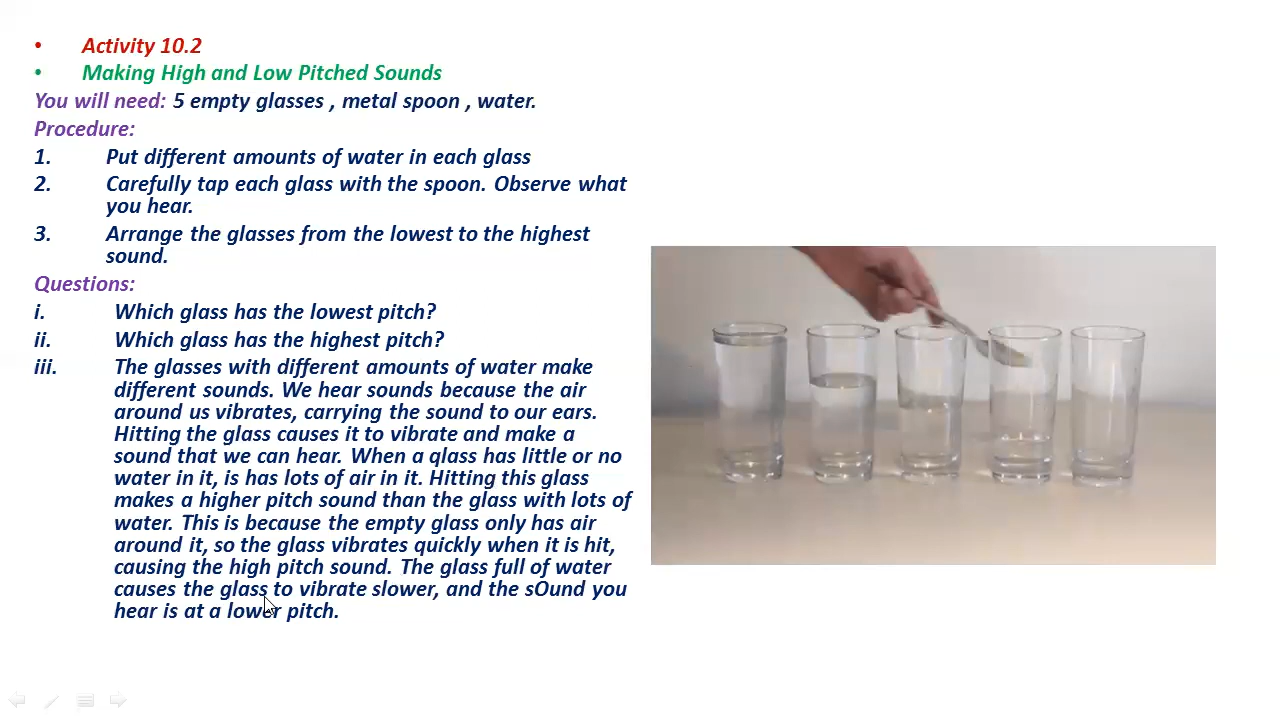 • Activity 10.2
• Making High and Low Pitched Sounds
You will need: 5 empty glasses , metal spoon , water.
Procedure:
1. Put different amounts of water in each glass
2. Carefully tap each glass with the spoon. Observe what
you hear.
3. Arrange the glasses from the lowest to the highest
sound.
Questions:
i. Which glass has the lowest pitch?
ii. Which glass has the highest pitch?
iii. The glasses with different amounts of water make
different sounds. We hear sounds because the air
around us vibrates, carrying the sound to our ears.
Hitting the glass causes it to vibrate and make a
sound that we can hear. When a qlass has little or no
water in it, is has lots of air in it. Hitting this glass
makes a higher pitch sound than the glass with lots of
water. This is because the empty glass only has air
around it, so the glass vibrates quickly when it is hit,
causing the high pitch sound. The glass full of water
causes the glass to vibrate slower, and the sOund you
hear is at a lower pitch.